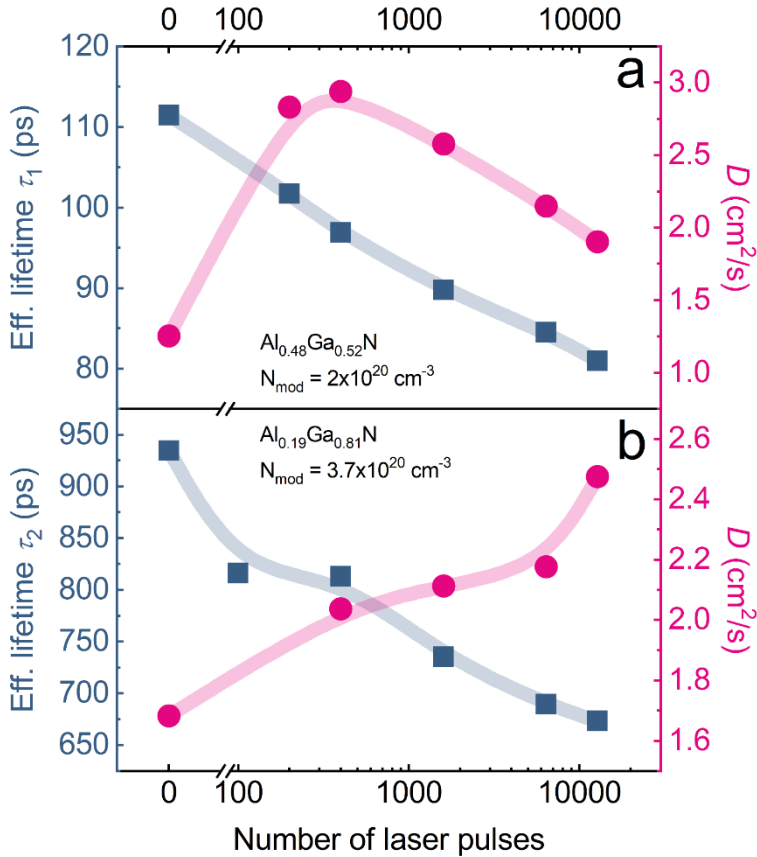 0 100 1000 10000
120
110
100
90
80
Eff. lifetime τ₁ (ps)
a
3.0
2.5
2.0
1.5
1.0
D (cm²/s)
Al₀.₄₈Ga₀.₅₂N
N_mod = 2x10²⁰ cm⁻³
950
900
850
800
750
700
650
Eff. lifetime τ₂ (ps)
Al₀.₁₉Ga₀.₈₁N
N_mod = 3.7x10²⁰ cm⁻³
b
2.6
2.4
2.2
2.0
1.8
1.6
D (cm²/s)
0 100 1000 10000
Number of laser pulses